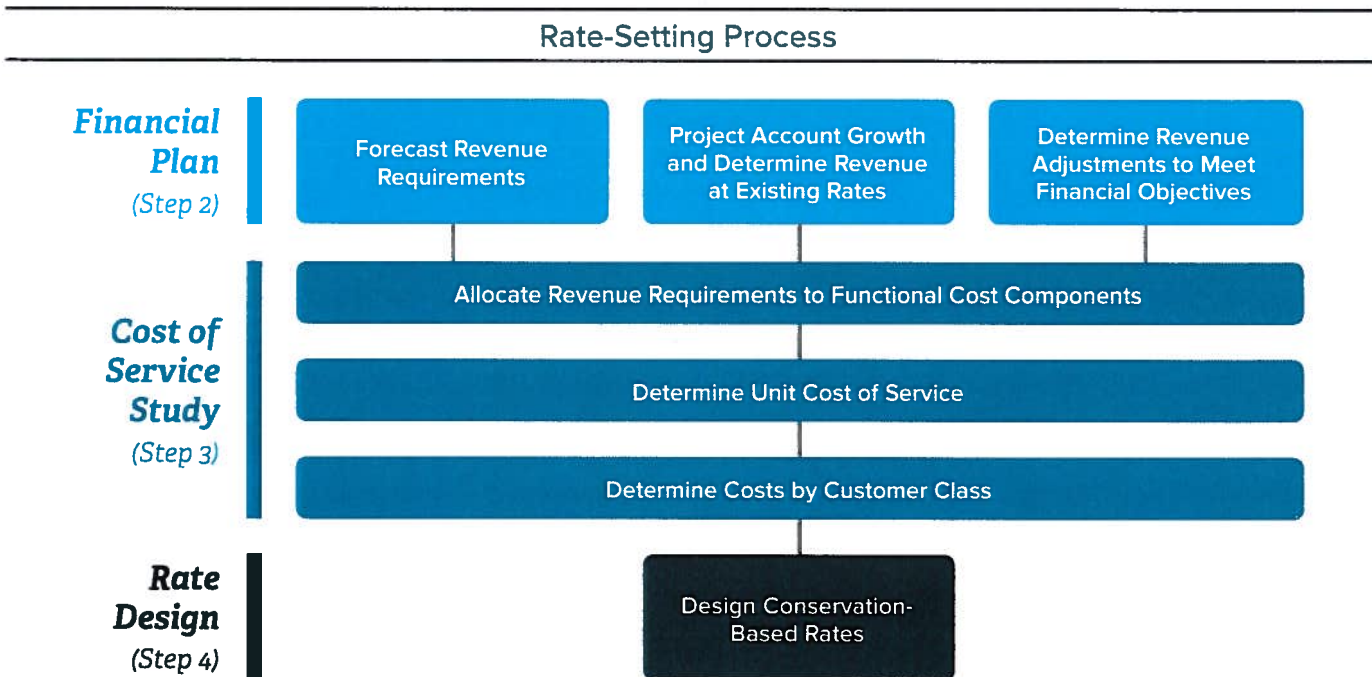 Rate-Setting Process
Financial
Plan
(Step 2)
Forecast Revenue
Requirements
Project Account Growth
and Determine Revenue
at Existing Rates
Determine Revenue
Adjustments to Meet
Financial Objectives
Cost of
Service
Study
(Step 3)
Allocate Revenue Requirements to Functional Cost Components
Determine Unit Cost of Service
Determine Costs by Customer Class
Rate
Design
(Step 4)
Design Conservation-
Based Rates